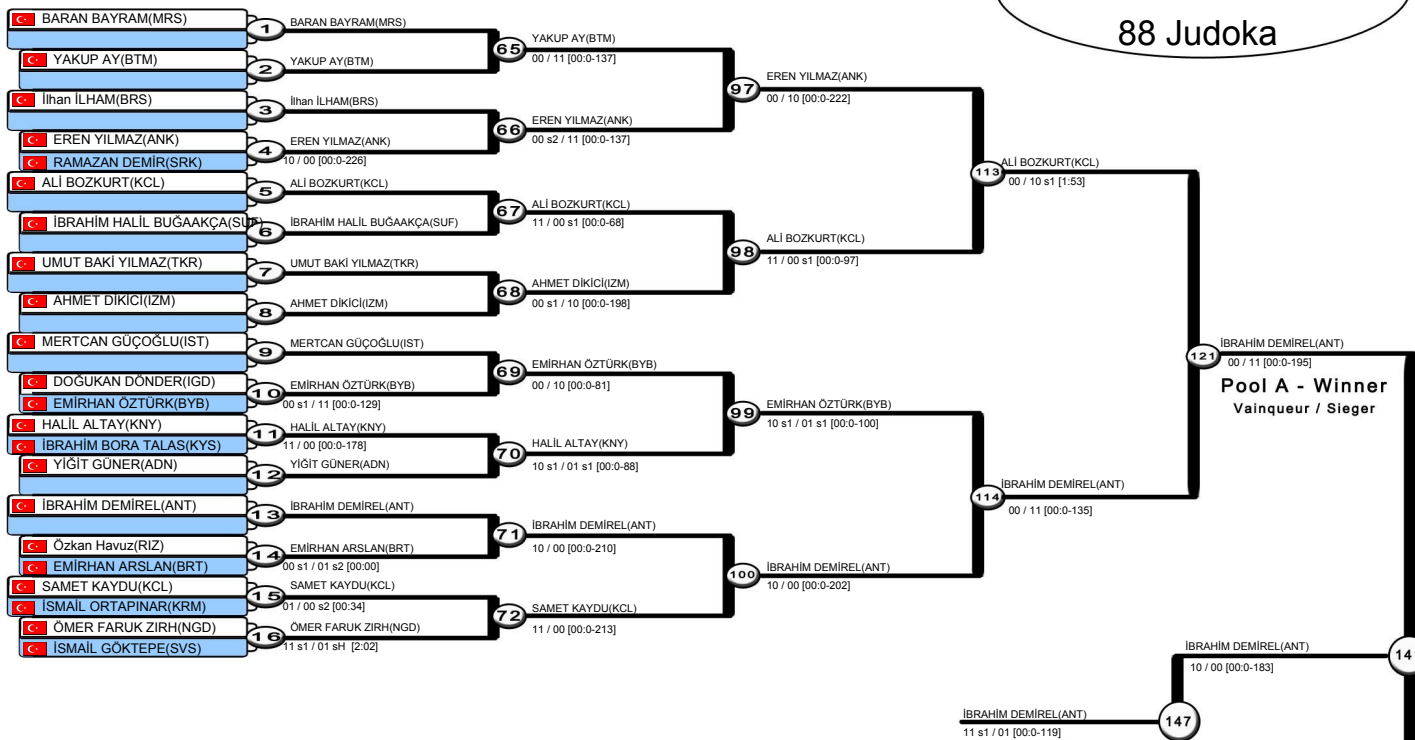 88 Judoka
BARAN BAYRAM(MRS)
YAKUP AY(BTM)
İlhan İLHAM(BRS)
EREN YILMAZ(ANK)
RAMAZAN DEMİR(SRK)
ALİ BOZKURT(KCL)
İBRAHİM HALİL BUĞAAKÇA(SUF)
UMUT BAKİ YILMAZ(TKR)
AHMET DİKİCİ(IZM)
MERTCAN GÜÇOĞLU(IST)
DOĞUKAN DÖNDER(IGD)
EMİRHAN ÖZTÜRK(BYB)
HALİL ALTAY(KNY)
İBRAHİM BORA TALAS(KYS)
YİĞİT GÜNER(ADN)
İBRAHİM DEMİREL(ANT)
Özkan Havuz(RIZ)
EMİRHAN ARSLAN(BRT)
SAMET KAYDU(KCL)
İSMAİL ORTAPINAR(KRM)
ÖMER FARUK ZIRH(NGD)
İSMAİL GÖKTEPE(SVS)
1 BARAN BAYRAM(MRS)
2 YAKUP AY(BTM)
3 İlhan İLHAM(BRS)
4 EREN YILMAZ(ANK)
10 / 00 [00:0-226]
5 ALİ BOZKURT(KCL)
6 İBRAHİM HALİL BUĞAAKÇA(SUF)
7 UMUT BAKİ YILMAZ(TKR)
8 AHMET DİKİCİ(IZM)
9 MERTCAN GÜÇOĞLU(IST)
10 EMİRHAN ÖZTÜRK(BYB)
00 s1 / 11 [00:0-129]
11 HALİL ALTAY(KNY)
11 / 00 [00:0-178]
12 YİĞİT GÜNER(ADN)
13 İBRAHİM DEMİREL(ANT)
14 EMİRHAN ARSLAN(BRT)
00 s1 / 01 s2 [00:00]
15 SAMET KAYDU(KCL)
01 / 00 s2 [00:34]
16 ÖMER FARUK ZIRH(NGD)
11 s1 / 01 sH [2:02]
65 YAKUP AY(BTM)
00 / 11 [00:0-137]
66 EREN YILMAZ(ANK)
00 s2 / 11 [00:0-137]
67 ALİ BOZKURT(KCL)
11 / 00 s1 [00:0-68]
68 AHMET DİKİCİ(IZM)
00 s1 / 10 [00:0-198]
69 EMİRHAN ÖZTÜRK(BYB)
00 / 10 [00:0-81]
70 HALİL ALTAY(KNY)
10 s1 / 01 s1 [00:0-88]
71 İBRAHİM DEMİREL(ANT)
10 / 00 [00:0-210]
72 SAMET KAYDU(KCL)
11 / 00 [00:0-213]
97 EREN YILMAZ(ANK)
00 / 10 [00:0-222]
98 ALİ BOZKURT(KCL)
11 / 00 s1 [00:0-97]
99 EMİRHAN ÖZTÜRK(BYB)
10 s1 / 01 s1 [00:0-100]
100 İBRAHİM DEMİREL(ANT)
10 / 00 [00:0-202]
113 ALİ BOZKURT(KCL)
00 / 10 s1 [1:53]
114 İBRAHİM DEMİREL(ANT)
00 / 11 [00:0-135]
121 İBRAHİM DEMİREL(ANT)
00 / 11 [00:0-195]
Pool A - Winner
Vainqueur / Sieger
İBRAHİM DEMİREL(ANT)
10 / 00 [00:0-183]
147
İBRAHİM DEMİREL(ANT)
11 s1 / 01 [00:0-119]